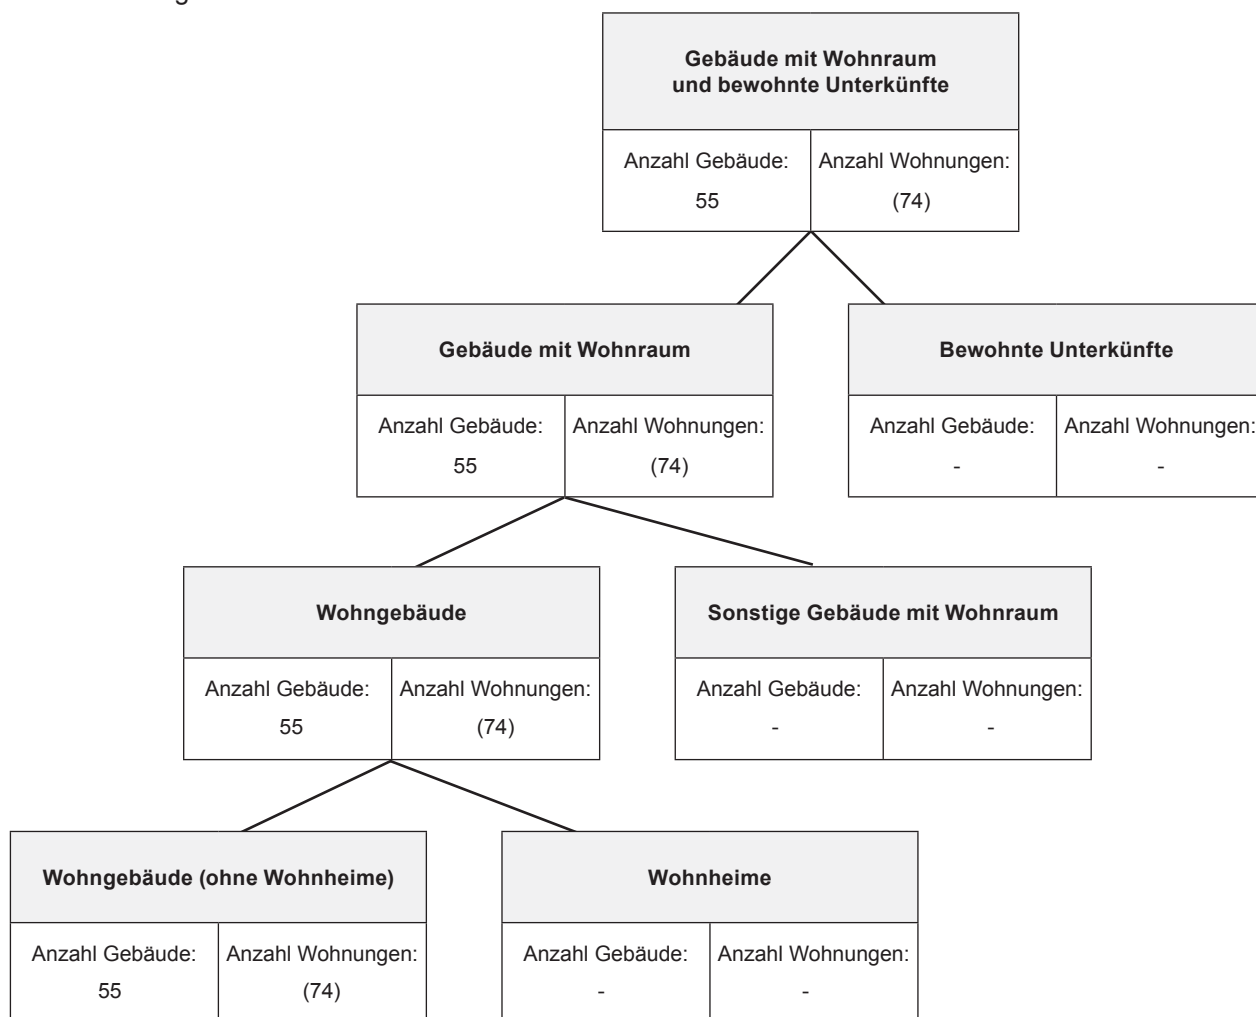 Gebäude mit Wohnraum
und bewohnte Unterkünfte
Anzahl Gebäude: Anzahl Wohnungen:
55 (74)
Gebäude mit Wohnraum
Bewohnte Unterkünfte
Anzahl Gebäude: Anzahl Wohnungen:
55 (74)
Anzahl Gebäude: Anzahl Wohnungen:
- -
Wohngebäude
Sonstige Gebäude mit Wohnraum
Anzahl Gebäude: Anzahl Wohnungen:
55 (74)
Anzahl Gebäude: Anzahl Wohnungen:
- -
Wohngebäude (ohne Wohnheime)
Wohnheime
Anzahl Gebäude: Anzahl Wohnungen:
55 (74)
Anzahl Gebäude: Anzahl Wohnungen:
- -